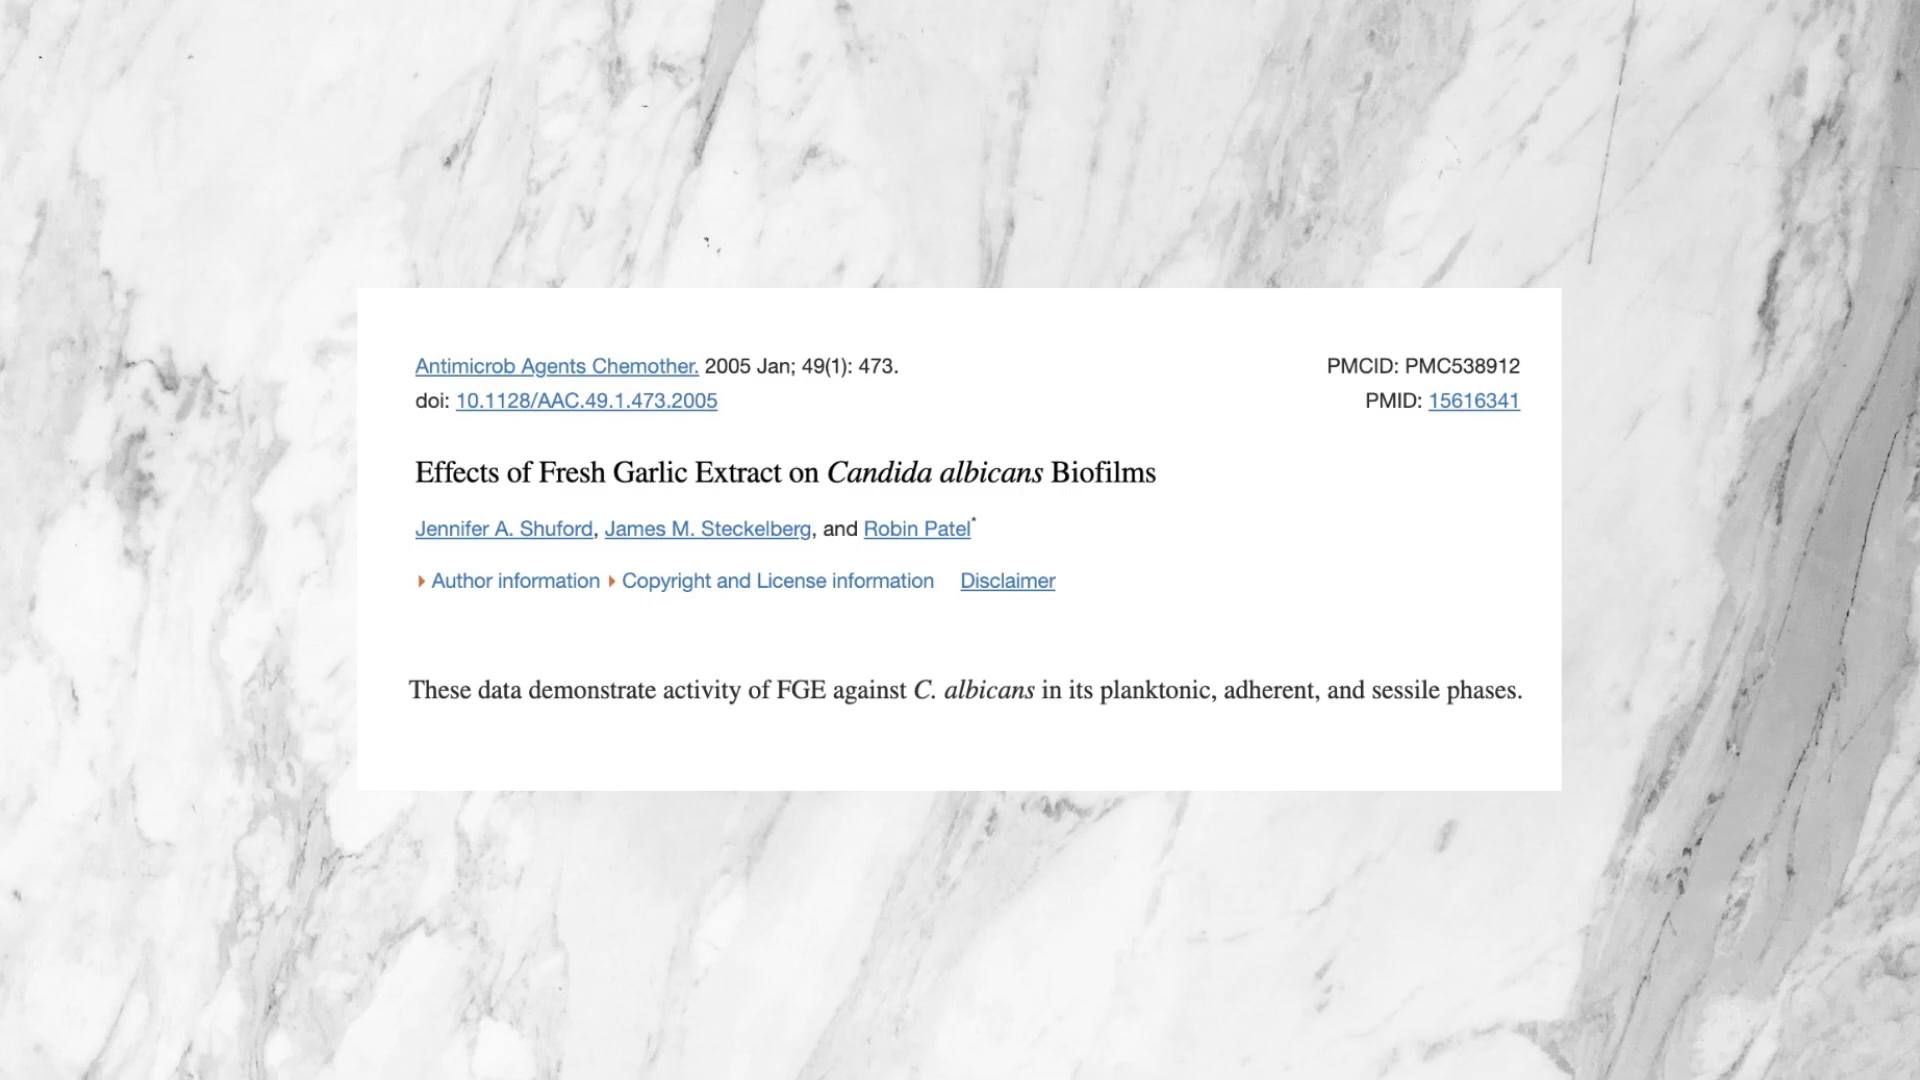 Antimicrob Agents Chemother. 2005 Jan; 49(1): 473.
PMCID: PMC538912
doi: 10.1128/AAC.49.1.473.2005
PMID: 15616341
Effects of Fresh Garlic Extract on Candida albicans Biofilms
Jennifer A. Shuford, James M. Steckelberg, and Robin Patel*
Author information Copyright and License information Disclaimer
These data demonstrate activity of FGE against C. albicans in its planktonic, adherent, and sessile phases.